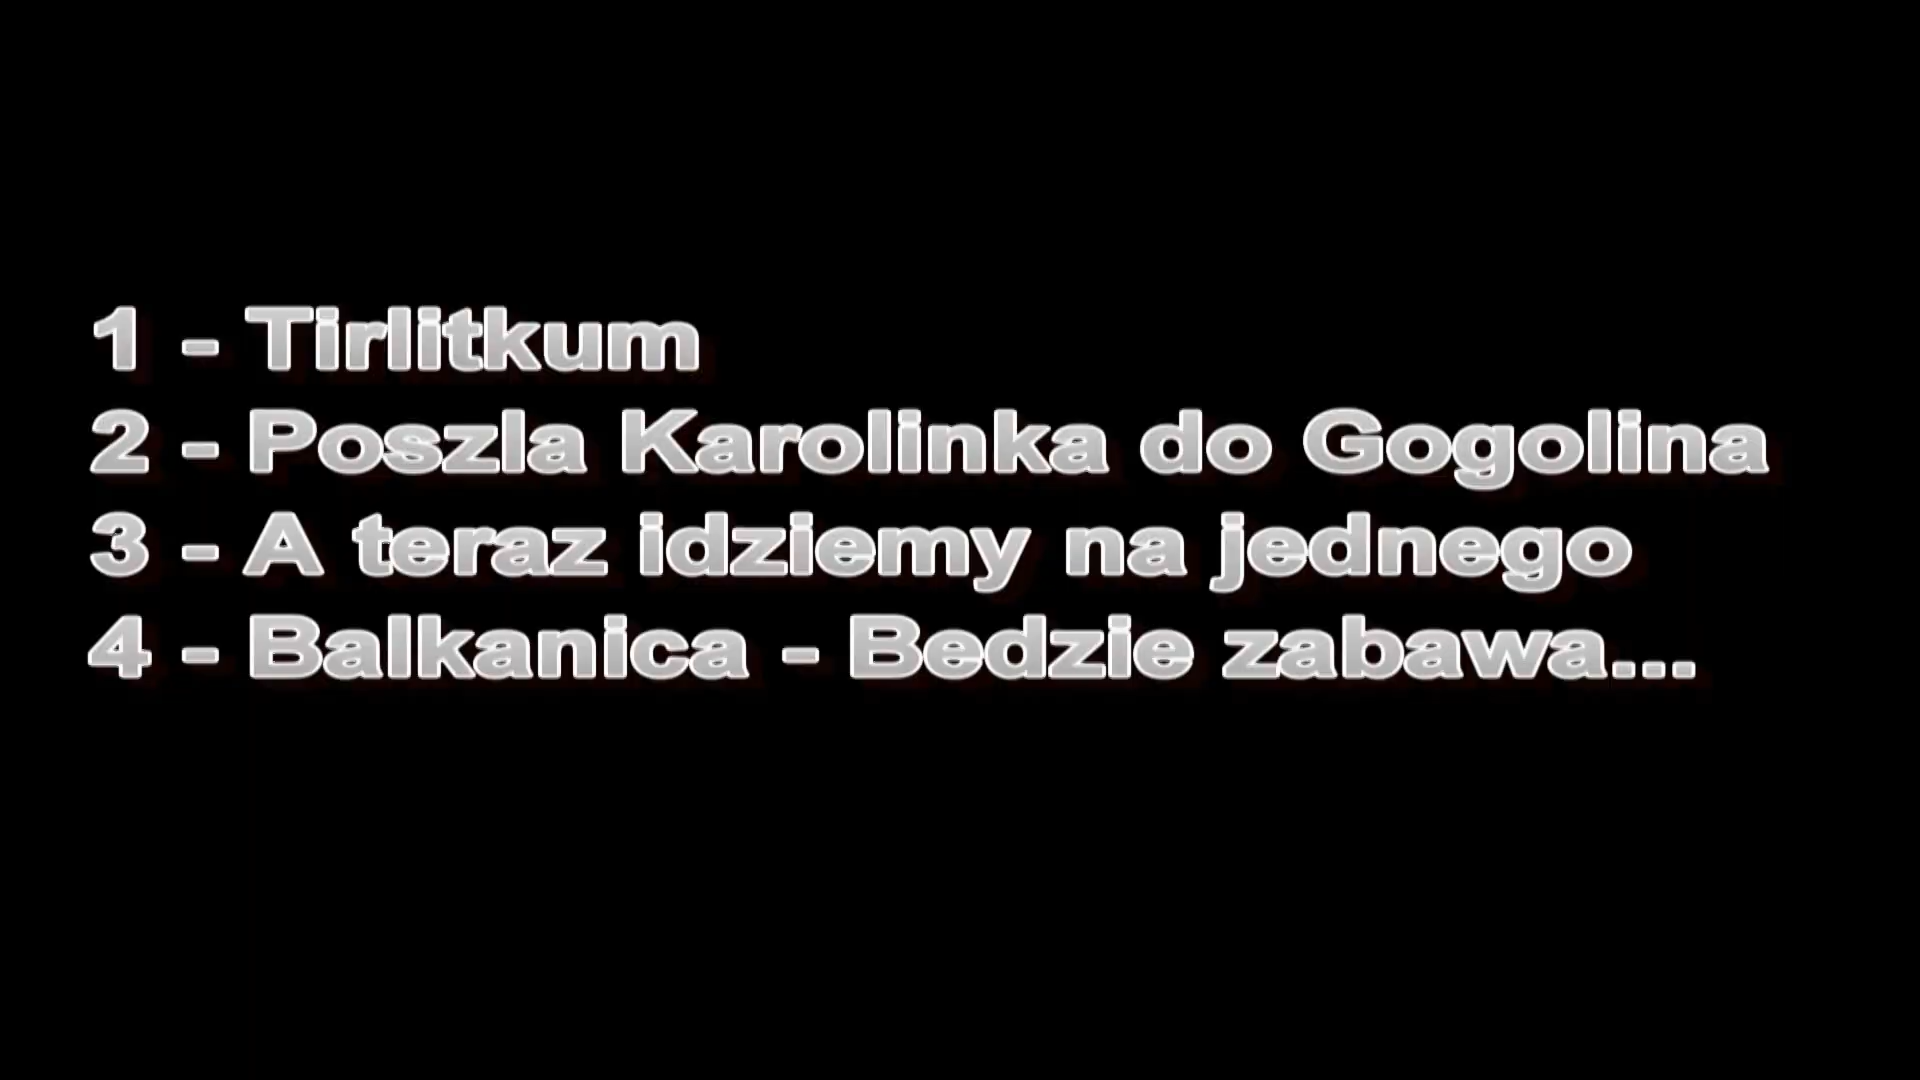 1 - Tirlitkum
2 - Poszla Karolinka do Gogolina
3 - A teraz idziemy na jednego
4 - Balkanica - Bedzie zabawa...